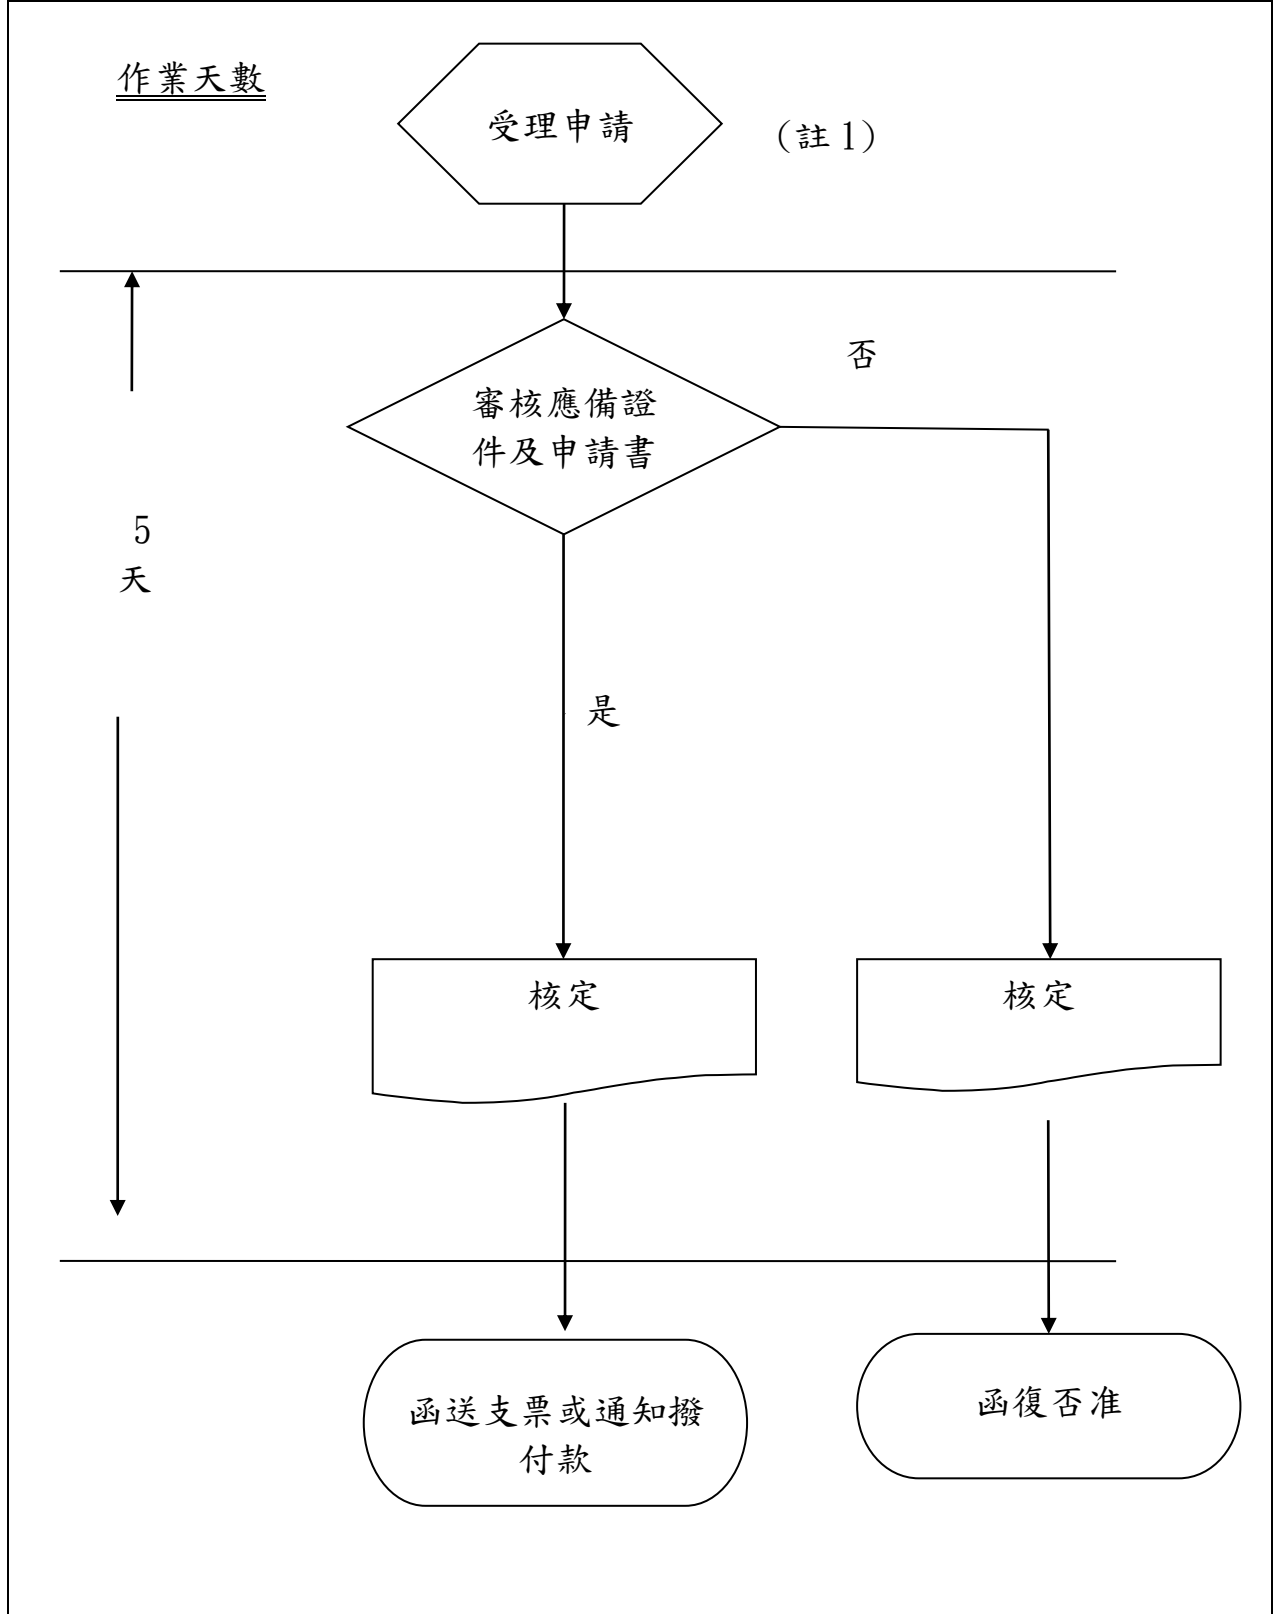 作業天數
受理申請
（註1）
否
審核應備證
件及申請書
5
天
是
核定
核定
函送支票或通知撥
付款
函復否准